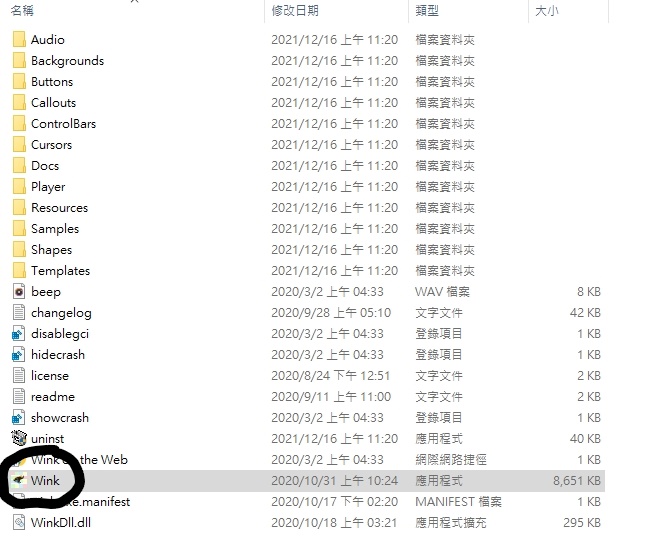 名稱 修改日期 類型 大小
Audio 2021/12/16 上午 11:20 檔案資料夾
Backgrounds 2021/12/16 上午 11:20 檔案資料夾
Buttons 2021/12/16 上午 11:20 檔案資料夾
Callouts 2021/12/16 上午 11:20 檔案資料夾
ControlBars 2021/12/16 上午 11:20 檔案資料夾
Cursors 2021/12/16 上午 11:20 檔案資料夾
Docs 2021/12/16 上午 11:20 檔案資料夾
Player 2021/12/16 上午 11:20 檔案資料夾
Resources 2021/12/16 上午 11:20 檔案資料夾
Samples 2021/12/16 上午 11:20 檔案資料夾
Shapes 2021/12/16 上午 11:20 檔案資料夾
Templates 2021/12/16 上午 11:20 檔案資料夾
beep 2020/3/2 上午 04:33 WAV 檔案 8 KB
changelog 2020/9/28 上午 05:10 文字文件 42 KB
disablegci 2020/3/2 上午 04:33 登錄項目 1 KB
hidecrash 2020/3/2 上午 04:33 登錄項目 1 KB
license 2020/8/24 下午 12:51 文字文件 2 KB
readme 2020/9/11 上午 11:00 文字文件 2 KB
showcrash 2020/3/2 上午 04:33 登錄項目 1 KB
uninst 2021/12/16 上午 11:20 應用程式 40 KB
Wink the Web 2020/3/2 上午 04:33 網際網路捷徑 1 KB
Wink 2020/10/31 上午 10:24 應用程式 8,651 KB
.manifest 2020/10/17 下午 02:20 MANIFEST 檔案 1 KB
WinkDll.dll 2020/10/18 上午 03:21 應用程式擴充 295 KB